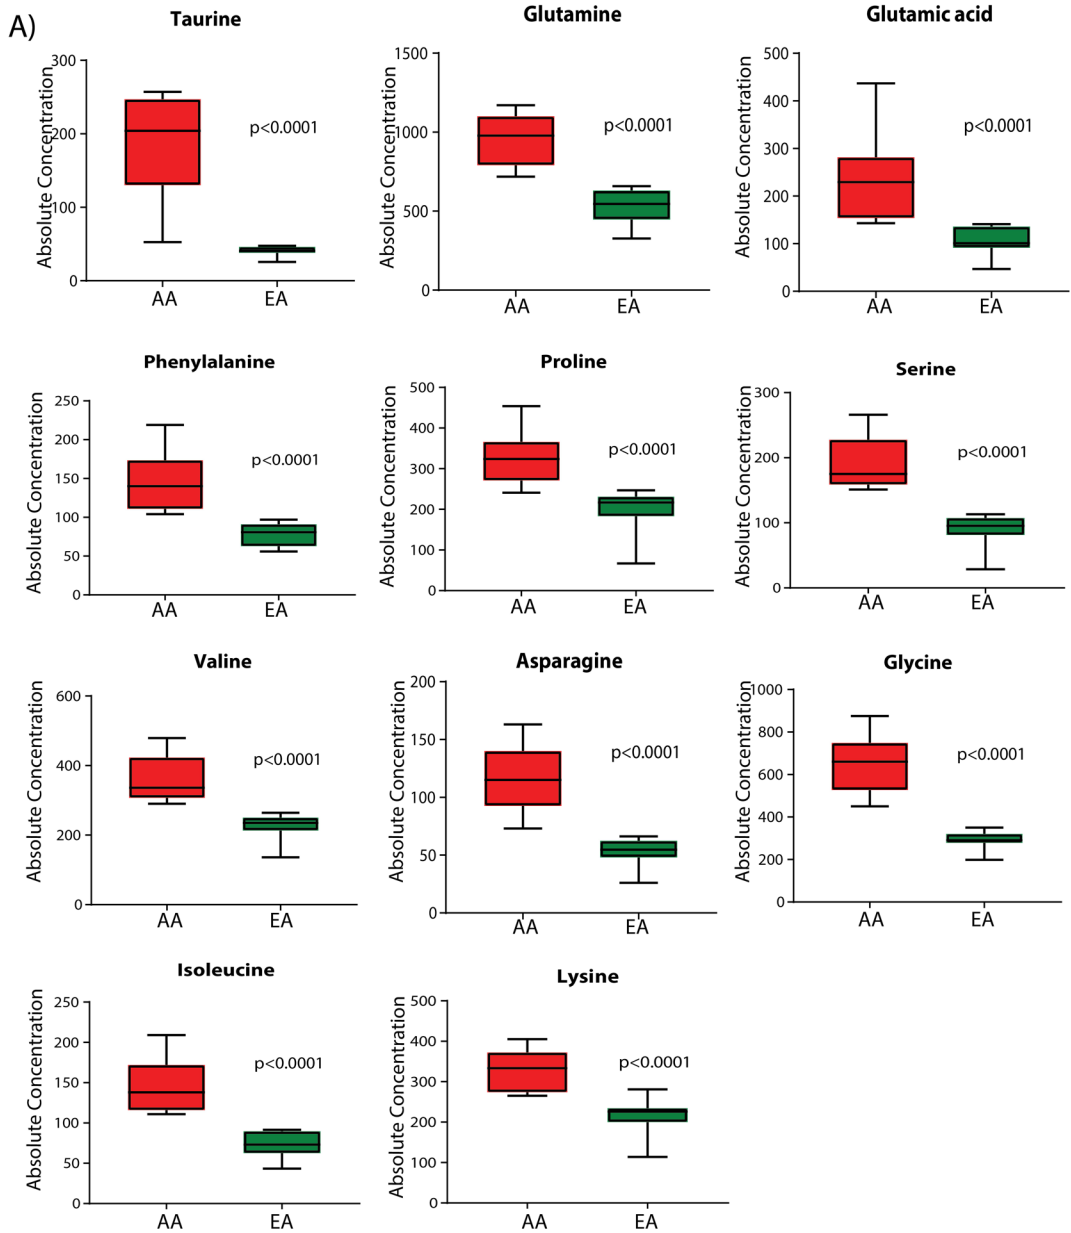 A)
Taurine
Absolute Concentration
300
200
100
0
p<0.0001
AA EA
Glutamine
Absolute Concentration
1500
1000
500
0
p<0.0001
AA EA
Glutamic acid
Absolute Concentration
500
400
300
200
100
0
p<0.0001
AA EA
Phenylalanine
Absolute Concentration
250
200
150
100
50
0
p<0.0001
AA EA
Proline
Absolute Concentration
500
400
300
200
100
0
p<0.0001
AA EA
Serine
Absolute Concentration
300
200
100
0
p<0.0001
AA EA
Valine
Absolute Concentration
600
400
200
0
p<0.0001
AA EA
Asparagine
Absolute Concentration
200
150
100
50
0
p<0.0001
AA EA
Glycine
Absolute Concentration
1000
800
600
400
200
0
p<0.0001
AA EA
Isoleucine
Absolute Concentration
250
200
150
100
50
0
p<0.0001
AA EA
Lysine
Absolute Concentration
500
400
300
200
100
0
p<0.0001
AA EA